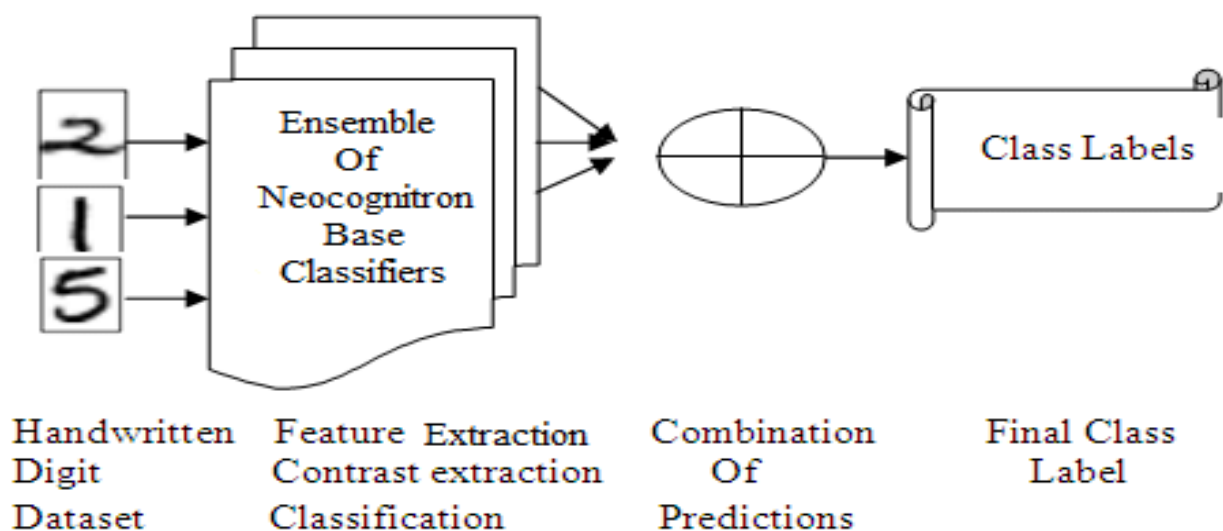 2
1
5
Ensemble
Of
Neocognitron
Base
Classifiers
Class Labels
Handwritten
Digit
Dataset
Feature Extraction
Contrast extraction
Classification
Combination
Of
Predictions
Final Class
Label